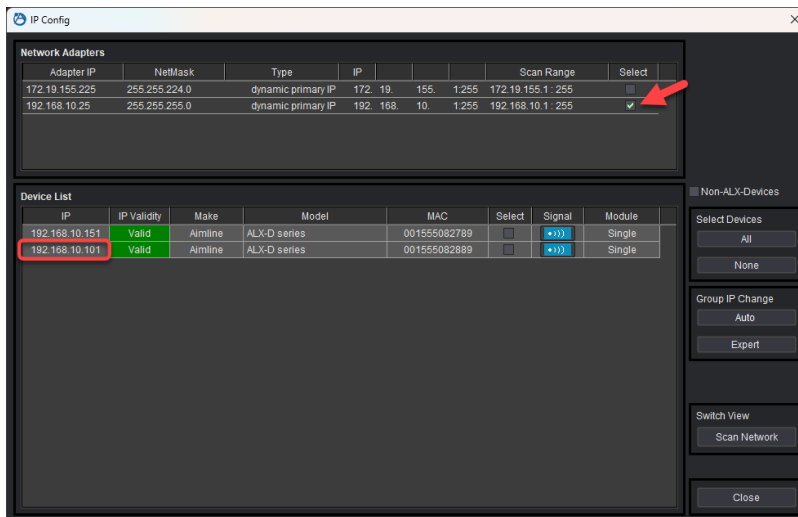 IP Config
Network Adapters
Adapter IP NetMask Type IP Scan Range Select
172.19.155.225 255.255.224.0 dynamic primary IP 172. 19. 155. 1:255 172.19.155.1 : 255
192.168.10.25 255.255.255.0 dynamic primary IP 192. 168. 10. 1:255 192.168.10.1 : 255
Device List
IP IP Validity Make Model MAC Select Signal Module
192.168.10.151 Valid Aimline ALX-D series 001555082789 Single
192.168.10.101 Valid Aimline ALX-D series 001555082889 Single
Non-ALX-Devices
Select Devices
All
None
Group IP Change
Auto
Expert
Switch View
Scan Network
Close